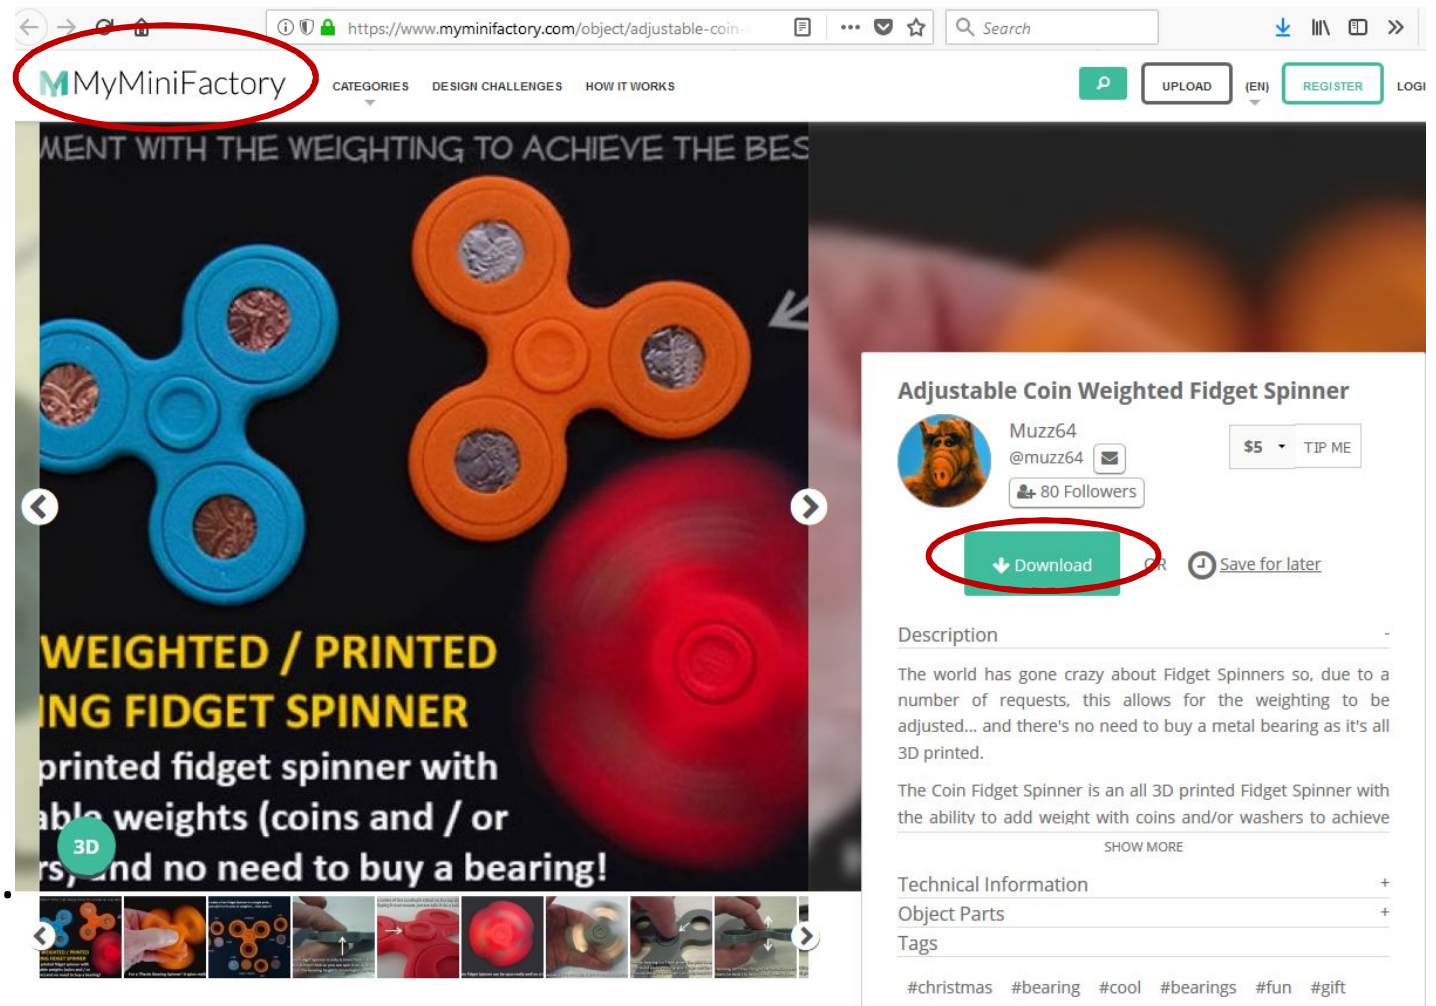 https://www.myminifactory.com/object/adjustable-coin-
Search
MyMiniFactory
CATEGORIES
DESIGN CHALLENGES
HOW IT WORKS
UPLOAD
(EN)
REGISTER
LOGI
MENT WITH THE WEIGHTING TO ACHIEVE THE BES
WEIGHTED / PRINTED
ING FIDGET SPINNER
printed fidget spinner with
able weights (coins and / or
rs) and no need to buy a bearing!
3D
Adjustable Coin Weighted Fidget Spinner
Muzz64
@muzz64
80 Followers
$5
TIP ME
Download
OR
Save for later
Description
-
The world has gone crazy about Fidget Spinners so, due to a
number of requests, this allows for the weighting to be
adjusted... and there's no need to buy a metal bearing as it's all
3D printed.
The Coin Fidget Spinner is an all 3D printed Fidget Spinner with
the ability to add weight with coins and/or washers to achieve
SHOW MORE
Technical Information
+
Object Parts
+
Tags
#christmas #bearing #cool #bearings #fun #gift